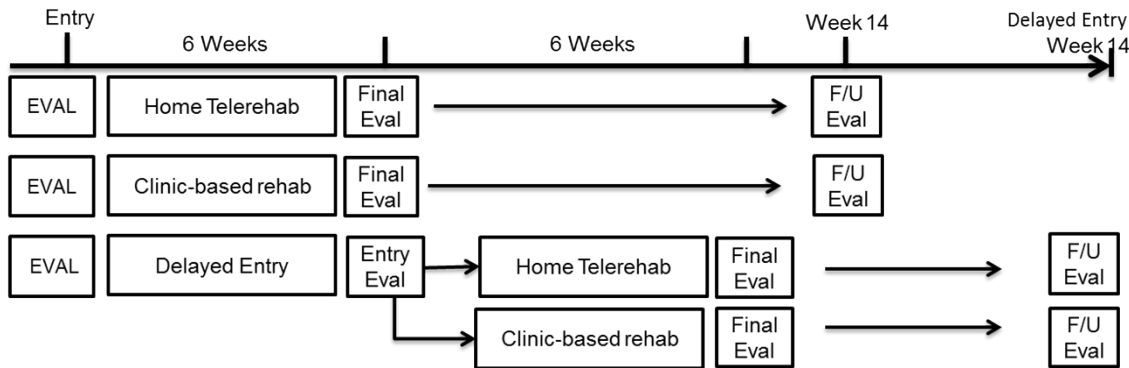 Entry
6 Weeks
6 Weeks
Week 14
Delayed Entry
Week 14
EVAL
Home Telerehab
Final
Eval
F/U
Eval
EVAL
Clinic-based rehab
Final
Eval
F/U
Eval
EVAL
Delayed Entry
Entry
Eval
Home Telerehab
Final
Eval
F/U
Eval
Clinic-based rehab
Final
Eval
F/U
Eval